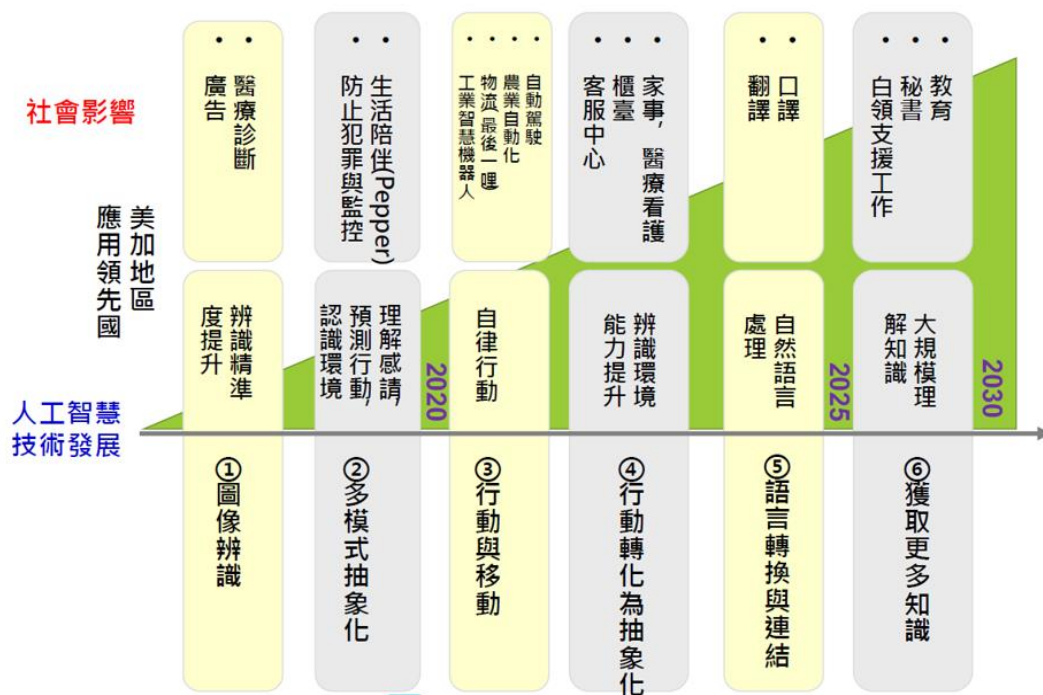 社會影響
• 醫療診斷
• 廣告
• 生活陪伴(Pepper)
• 防止犯罪與監控
• 自動駕駛
• 農業自動化
• 物流(最後一哩)
• 工業智慧機器人
• 家事，醫療看護
• 櫃臺
• 客服中心
• 口譯
• 翻譯
• 教育
• 秘書
• 白領支援工作
美加地區
應用領先國
辨識精準
度提升
理解感請,
預測行動,
認識環境
2020
自律行動
辨識環境
能力提升
自然語言
處理
2025
大規模理
解知識
2030
人工智慧
技術發展
①圖像辨識
②多模式抽象化
③行動與移動
④行動轉化為抽象化
⑤語言轉換與連結
⑥獲取更多知識